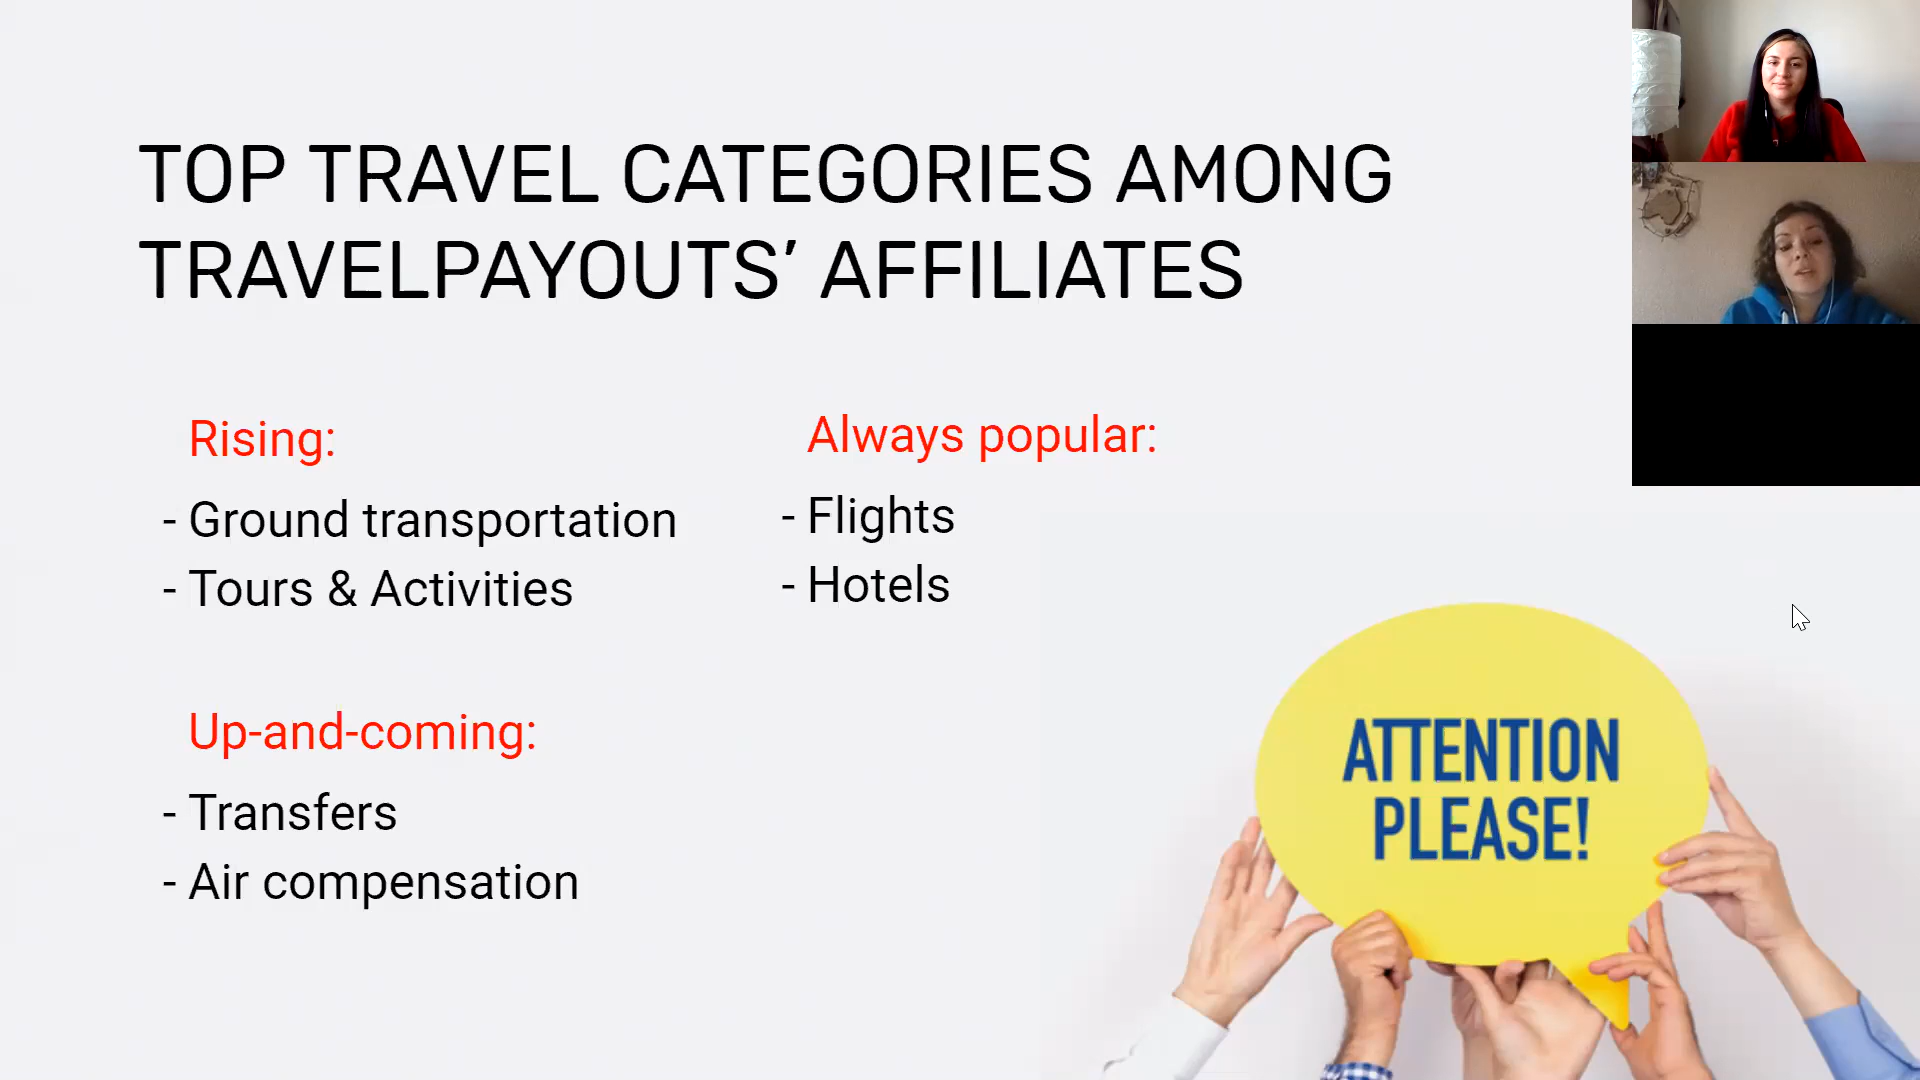 TOP TRAVEL CATEGORIES AMONG
TRAVELPAYOUTS’ AFFILIATES
Rising:
- Ground transportation
- Tours & Activities
Always popular:
- Flights
- Hotels
Up-and-coming:
- Transfers
- Air compensation
ATTENTION
PLEASE!